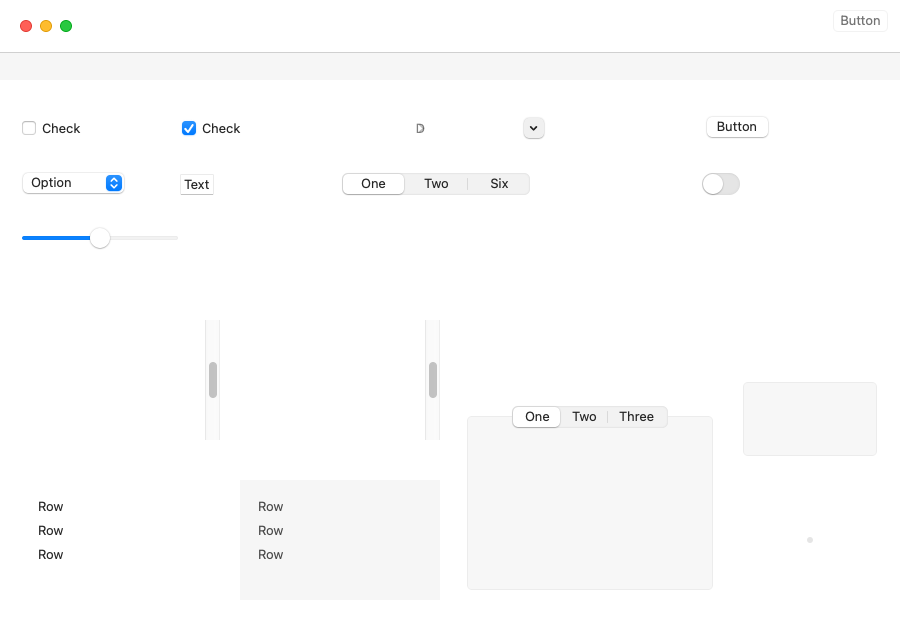 Button
Check
Check
D
Button
Option
Text
One
Two
Six
One
Two
Three
Row
Row
Row
Row
Row
Row